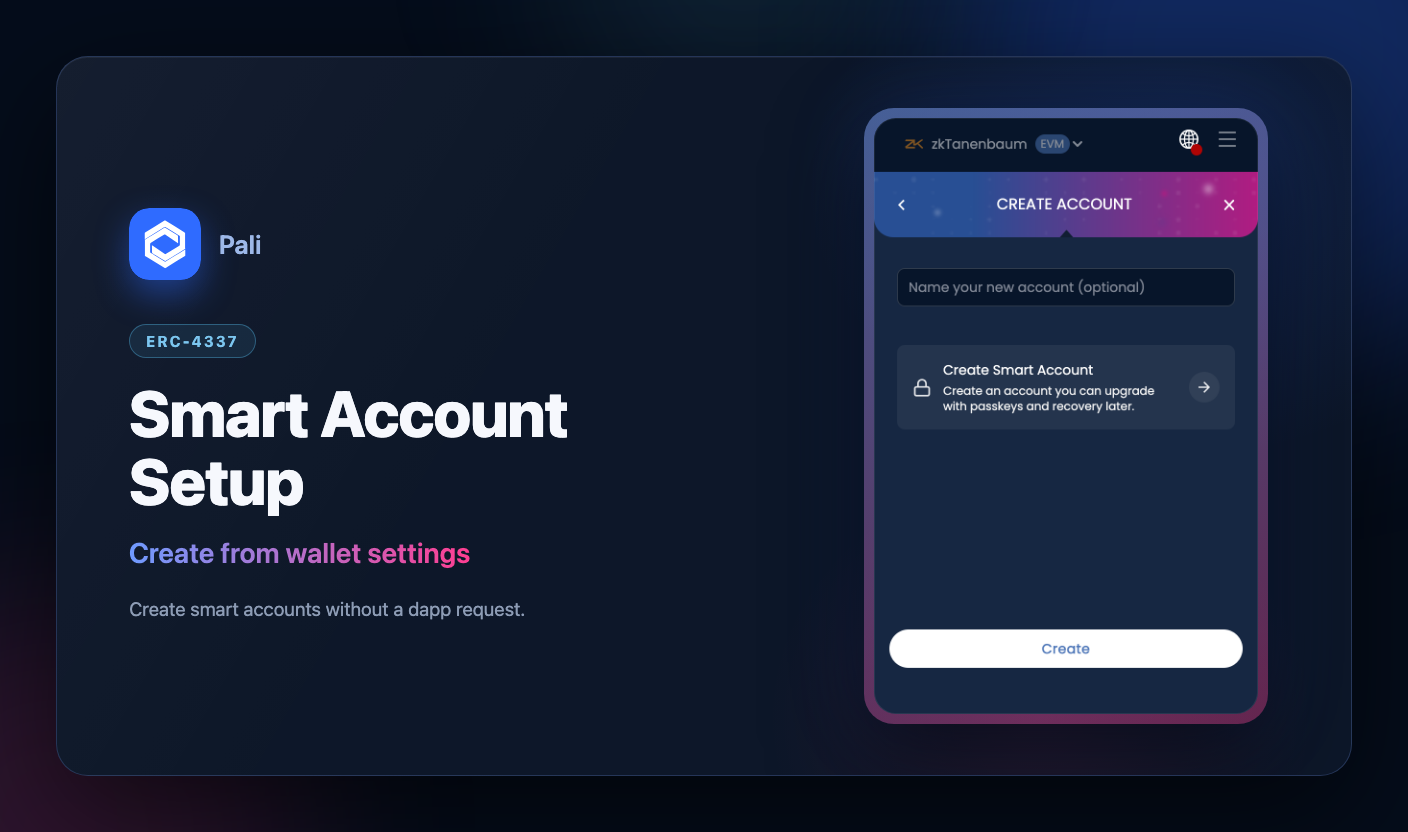 Pali
ERC-4337
Smart Account
Setup
Create from wallet settings
Create smart accounts without a dapp request.
zkTanenbaum EVM
CREATE ACCOUNT
Name your new account (optional)
Create Smart Account
Create an account you can upgrade
with passkeys and recovery later.
Create